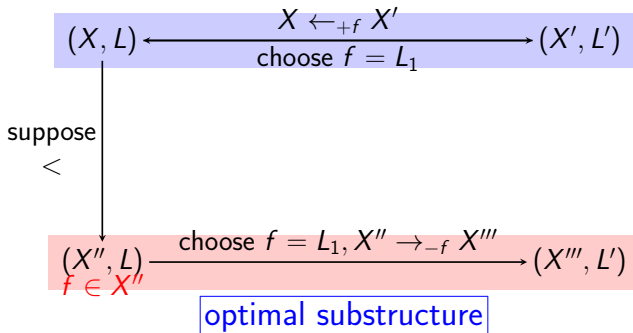 X ←₊f X′
(X, L) (X′, L′)
choose f = L₁
suppose
<
choose f = L₁, X″ →₋f X‴
(X″, L) (X‴, L′)
f ∈ X″
optimal substructure